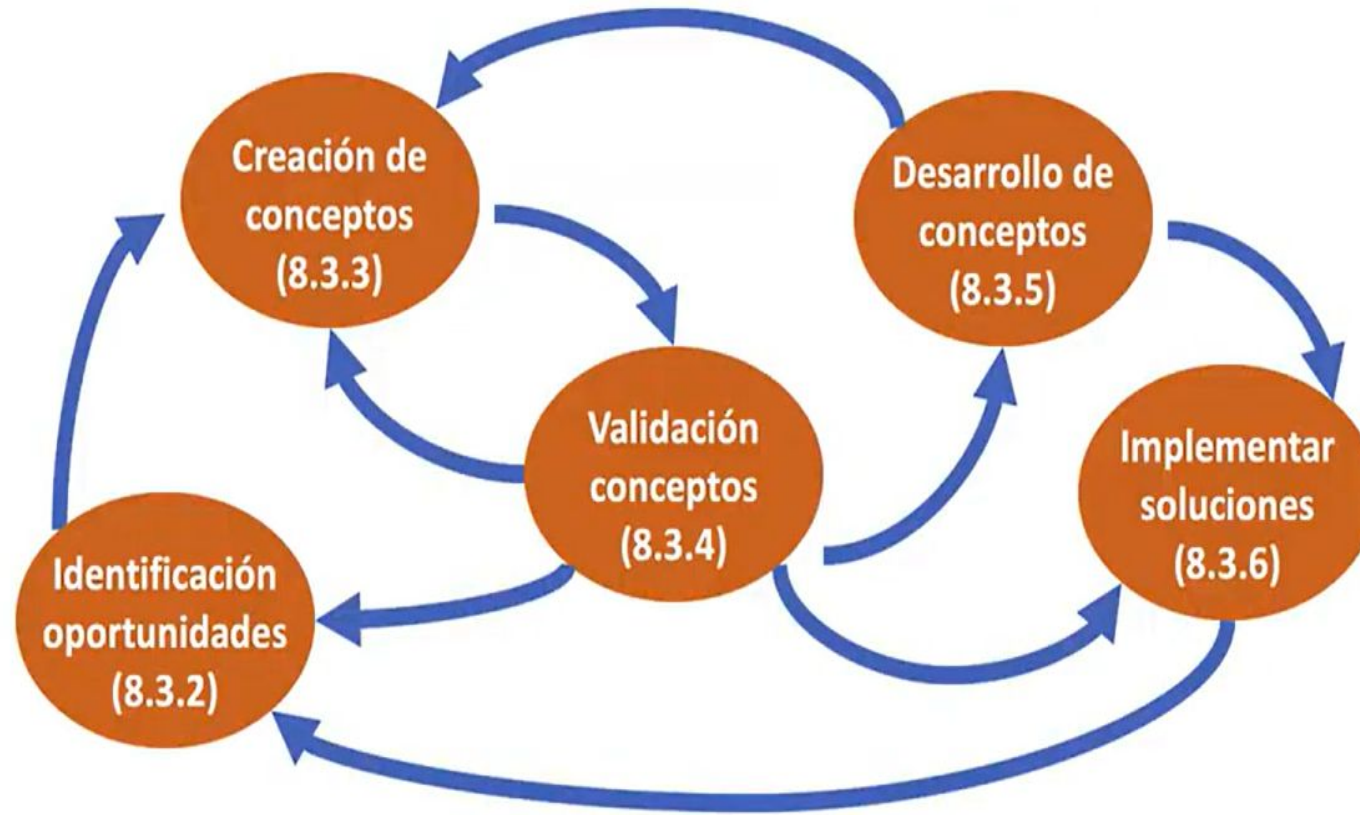 Creación de
conceptos
(8.3.3)
Desarrollo de
conceptos
(8.3.5)
Validación
conceptos
(8.3.4)
Implementar
soluciones
(8.3.6)
Identificación
oportunidades
(8.3.2)